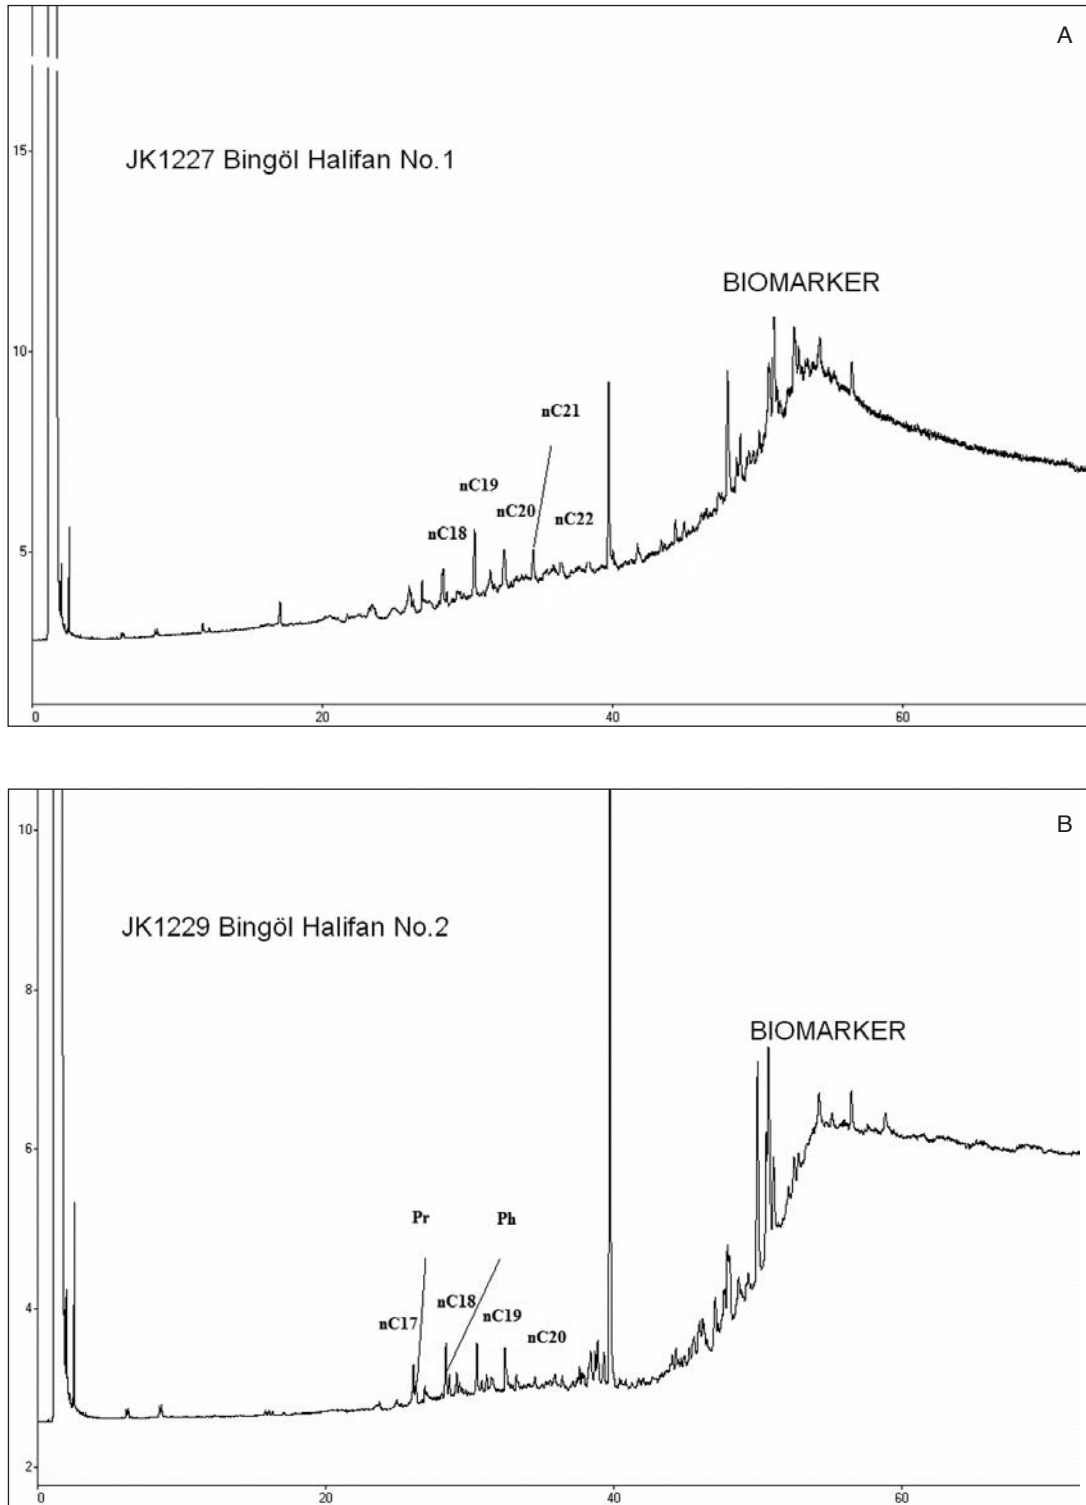 A
15
JK1227 Bingöl Halifan No.1
BIOMARKER
10
nC21
nC19
nC20
nC18
nC22
5
0 20 40 60
10
B
JK1229 Bingöl Halifan No.2
8
BIOMARKER
6
Pr Ph
nC18
nC17
nC19
nC20
4
2
0 20 40 60